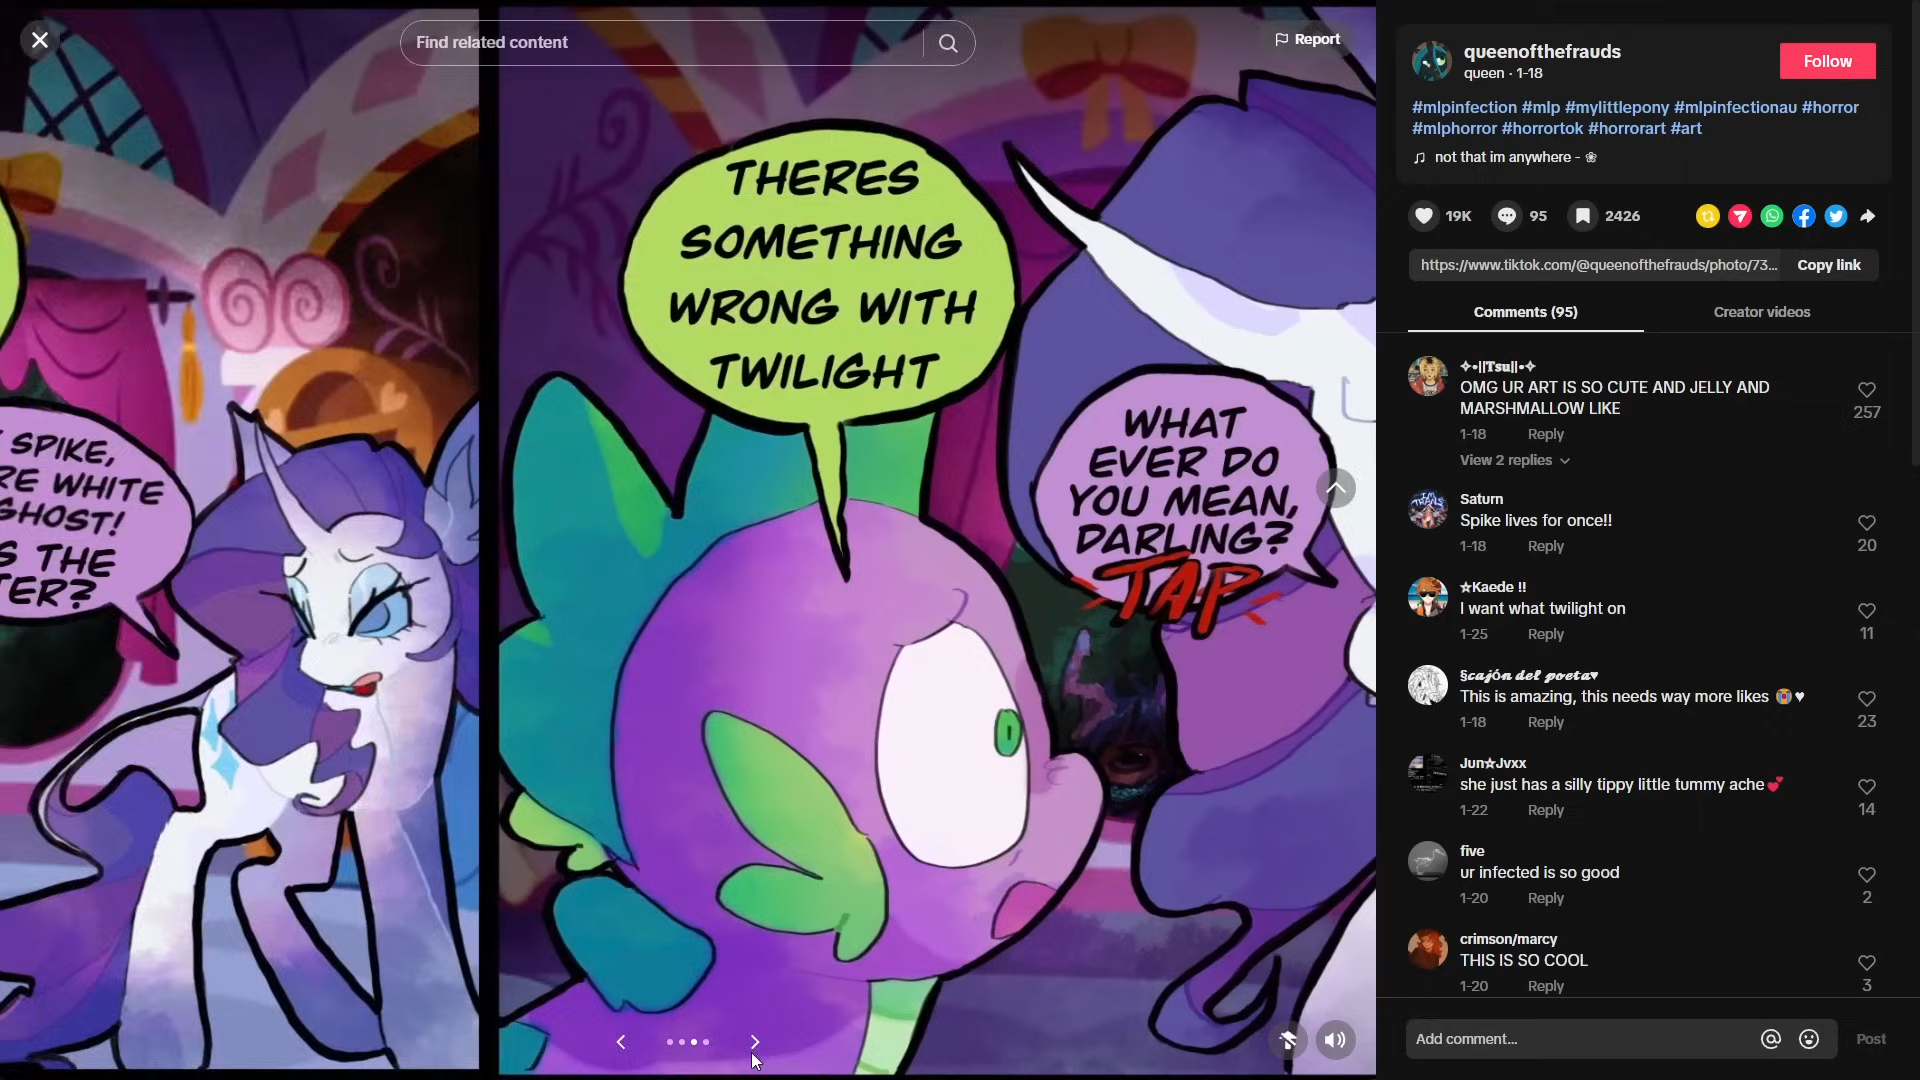 Find related content
Report
SPIKE,
RE WHITE
GHOST!
S THE
TER?
THERES
SOMETHING
WRONG WITH
TWILIGHT
WHAT
EVER DO
YOU MEAN,
DARLING?
TAP
queenofthefrauds
queen · 1-18
Follow
#mlpinfection #mlp #mylittlepony #mlpinfectionau #horror
#mlphorror #horrortok #horrorart #art
not that im anywhere - ❀
19K
95
2426
https://www.tiktok.com/@queenofthefrauds/photo/73...
Copy link
Comments (95)
Creator videos
✧•||Tsu||•✧
OMG UR ART IS SO CUTE AND JELLY AND
MARSHMALLOW LIKE
257
1-18 Reply
View 2 replies
Saturn
Spike lives for once!!
20
1-18 Reply
☆Kaede !!
I want what twilight on
11
1-25 Reply
§𝓬𝓪𝓳ó𝓷 𝓭𝓮𝓵 𝓹𝓸𝓮𝓽𝓪♥
This is amazing, this needs way more likes 😭♥
23
1-18 Reply
Jun☆Jvxx
she just has a silly tippy little tummy ache💕
14
1-22 Reply
five
ur infected is so good
2
1-20 Reply
crimson/marcy
THIS IS SO COOL
3
1-20 Reply
Add comment...
Post